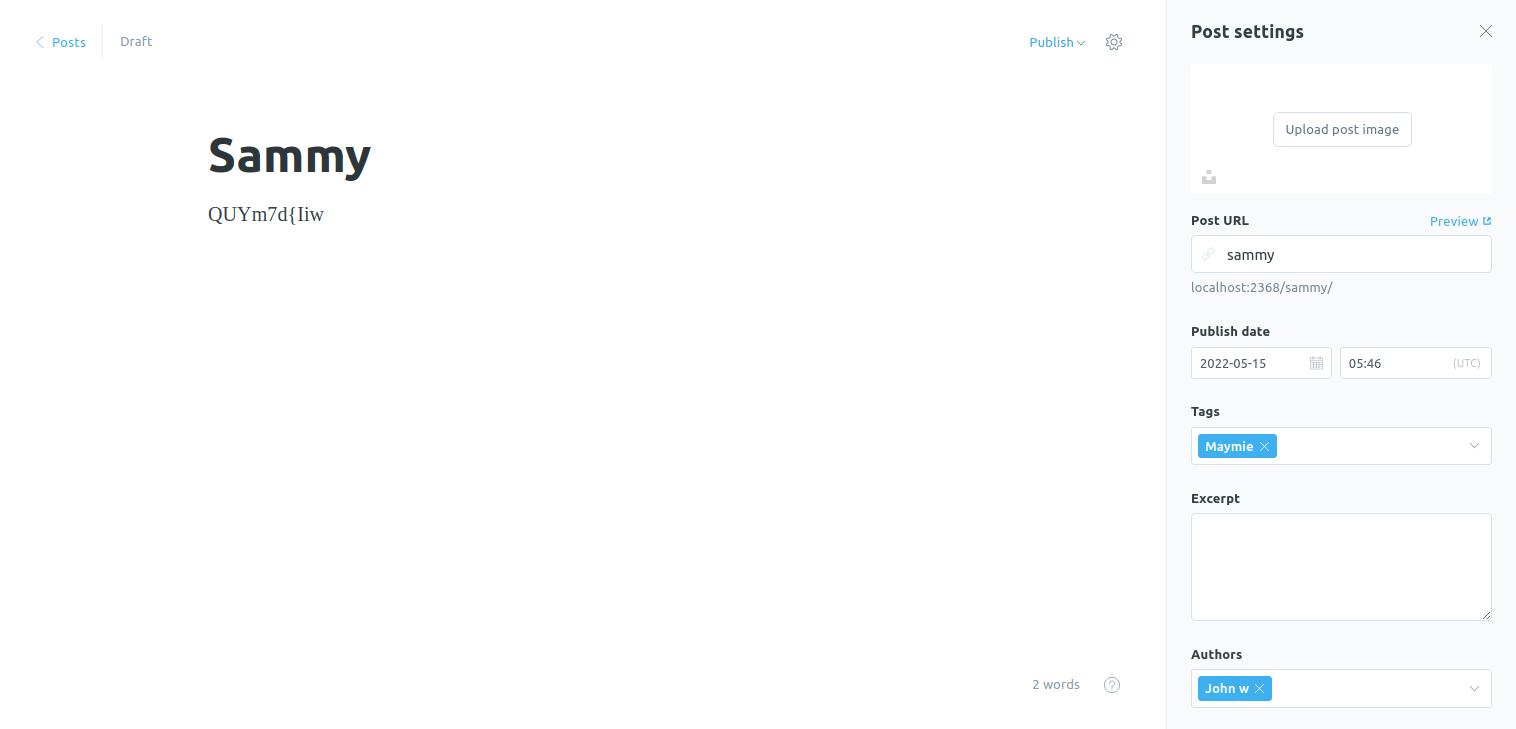 Posts
Draft
Publish
Sammy
QUYm7d{Iiw
2 words
Post settings
Upload post image
Post URL
Preview
sammy
localhost:2368/sammy/
Publish date
2022-05-15
05:46
(UTC)
Tags
Maymie
Excerpt
Authors
John w